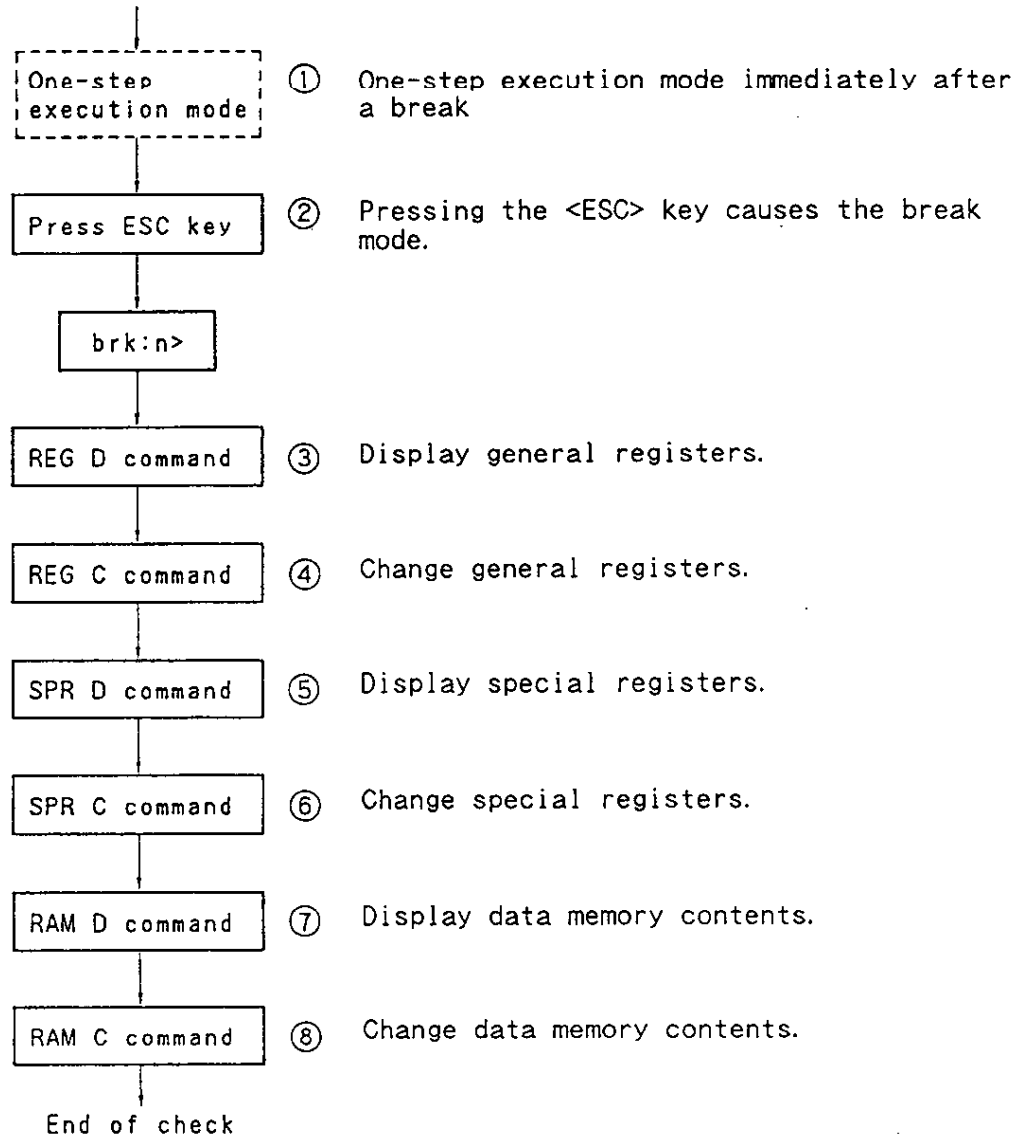 One-step
execution mode
① One-step execution mode immediately after
a break
Press ESC key
② Pressing the <ESC> key causes the break
mode.
brk:n>
REG D command
③ Display general registers.
REG C command
④ Change general registers.
SPR D command
⑤ Display special registers.
SPR C command
⑥ Change special registers.
RAM D command
⑦ Display data memory contents.
RAM C command
⑧ Change data memory contents.
End of check